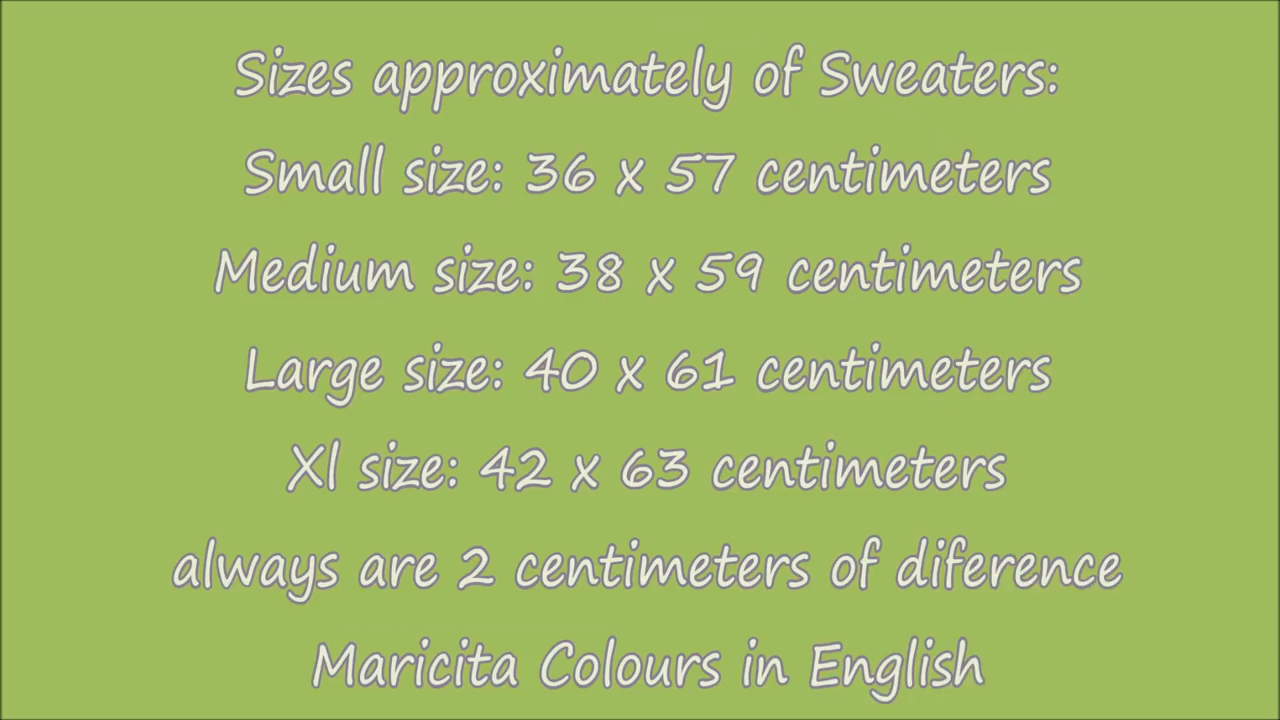 Sizes approximately of Sweaters:
Small size: 36 x 57 centimeters
Medium size: 38 x 59 centimeters
Large size: 40 x 61 centimeters
Xl size: 42 x 63 centimeters
always are 2 centimeters of diference
Maricita Colours in English